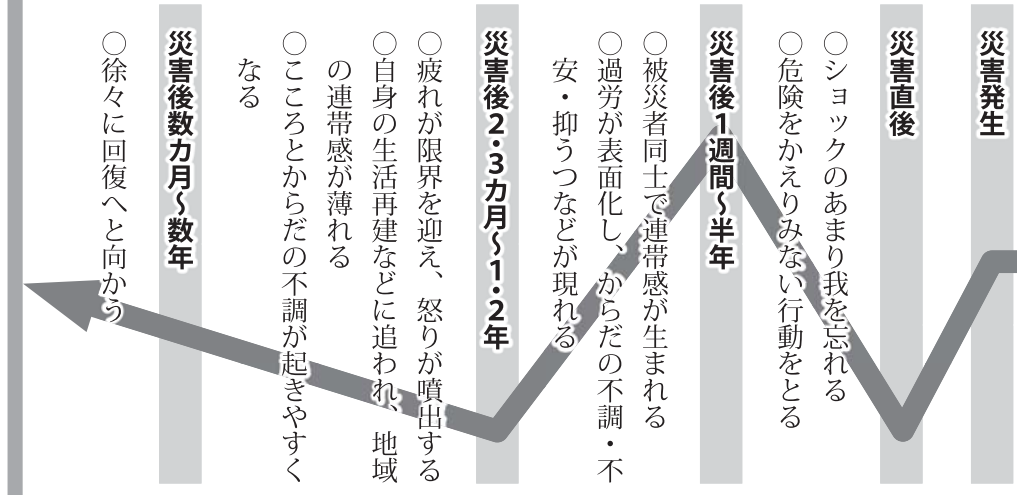 災害発生
災害直後
○ショックのあまり我を忘れる
○危険をかえりみない行動をとる
災害後1週間〜半年
○被災者同士で連帯感が生まれる
○過労が表面化し、からだの不調・不
安・抑うつなどが現れる
災害後2・3カ月〜1・2年
○疲れが限界を迎え、怒りが噴出する
○自身の生活再建などに追われ、地域
の連帯感が薄れる
○こころとからだの不調が起きやすく
なる
災害後数カ月〜数年
○徐々に回復へと向かう